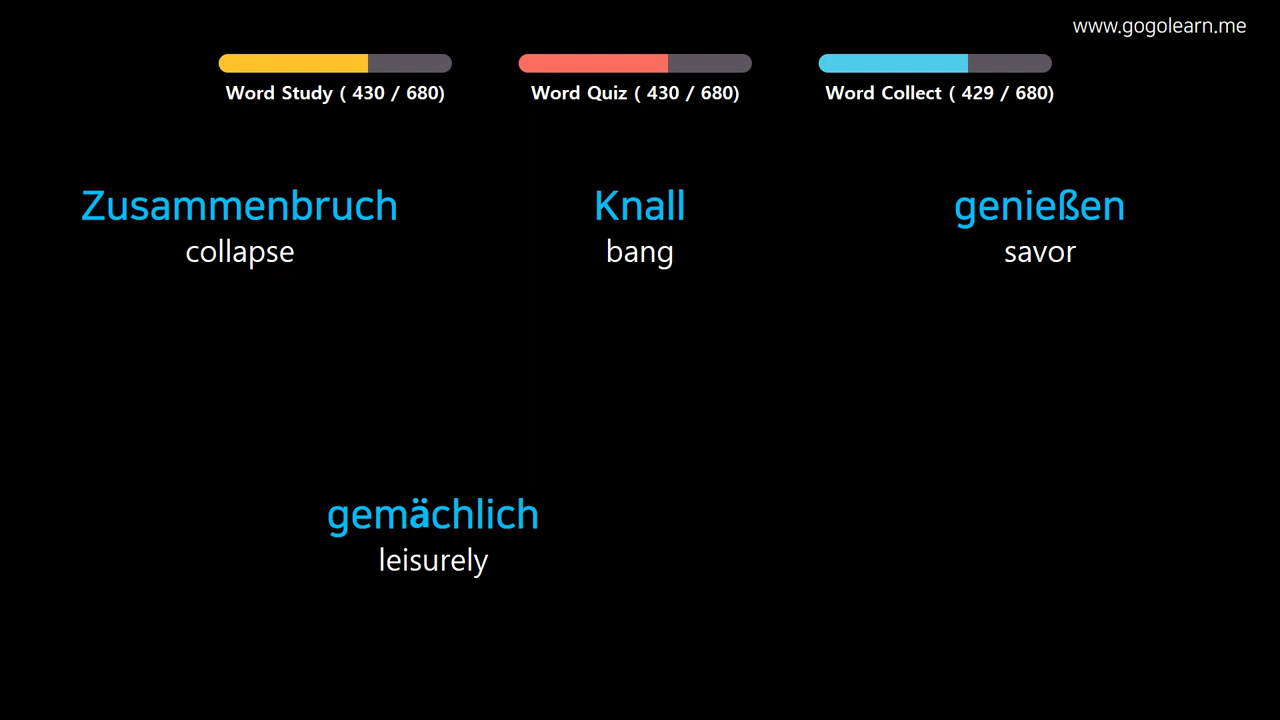 www.gogolearn.me
Word Study ( 430 / 680)
Word Quiz ( 430 / 680)
Word Collect ( 429 / 680)
Zusammenbruch
collapse
Knall
bang
genießen
savor
gemächlich
leisurely